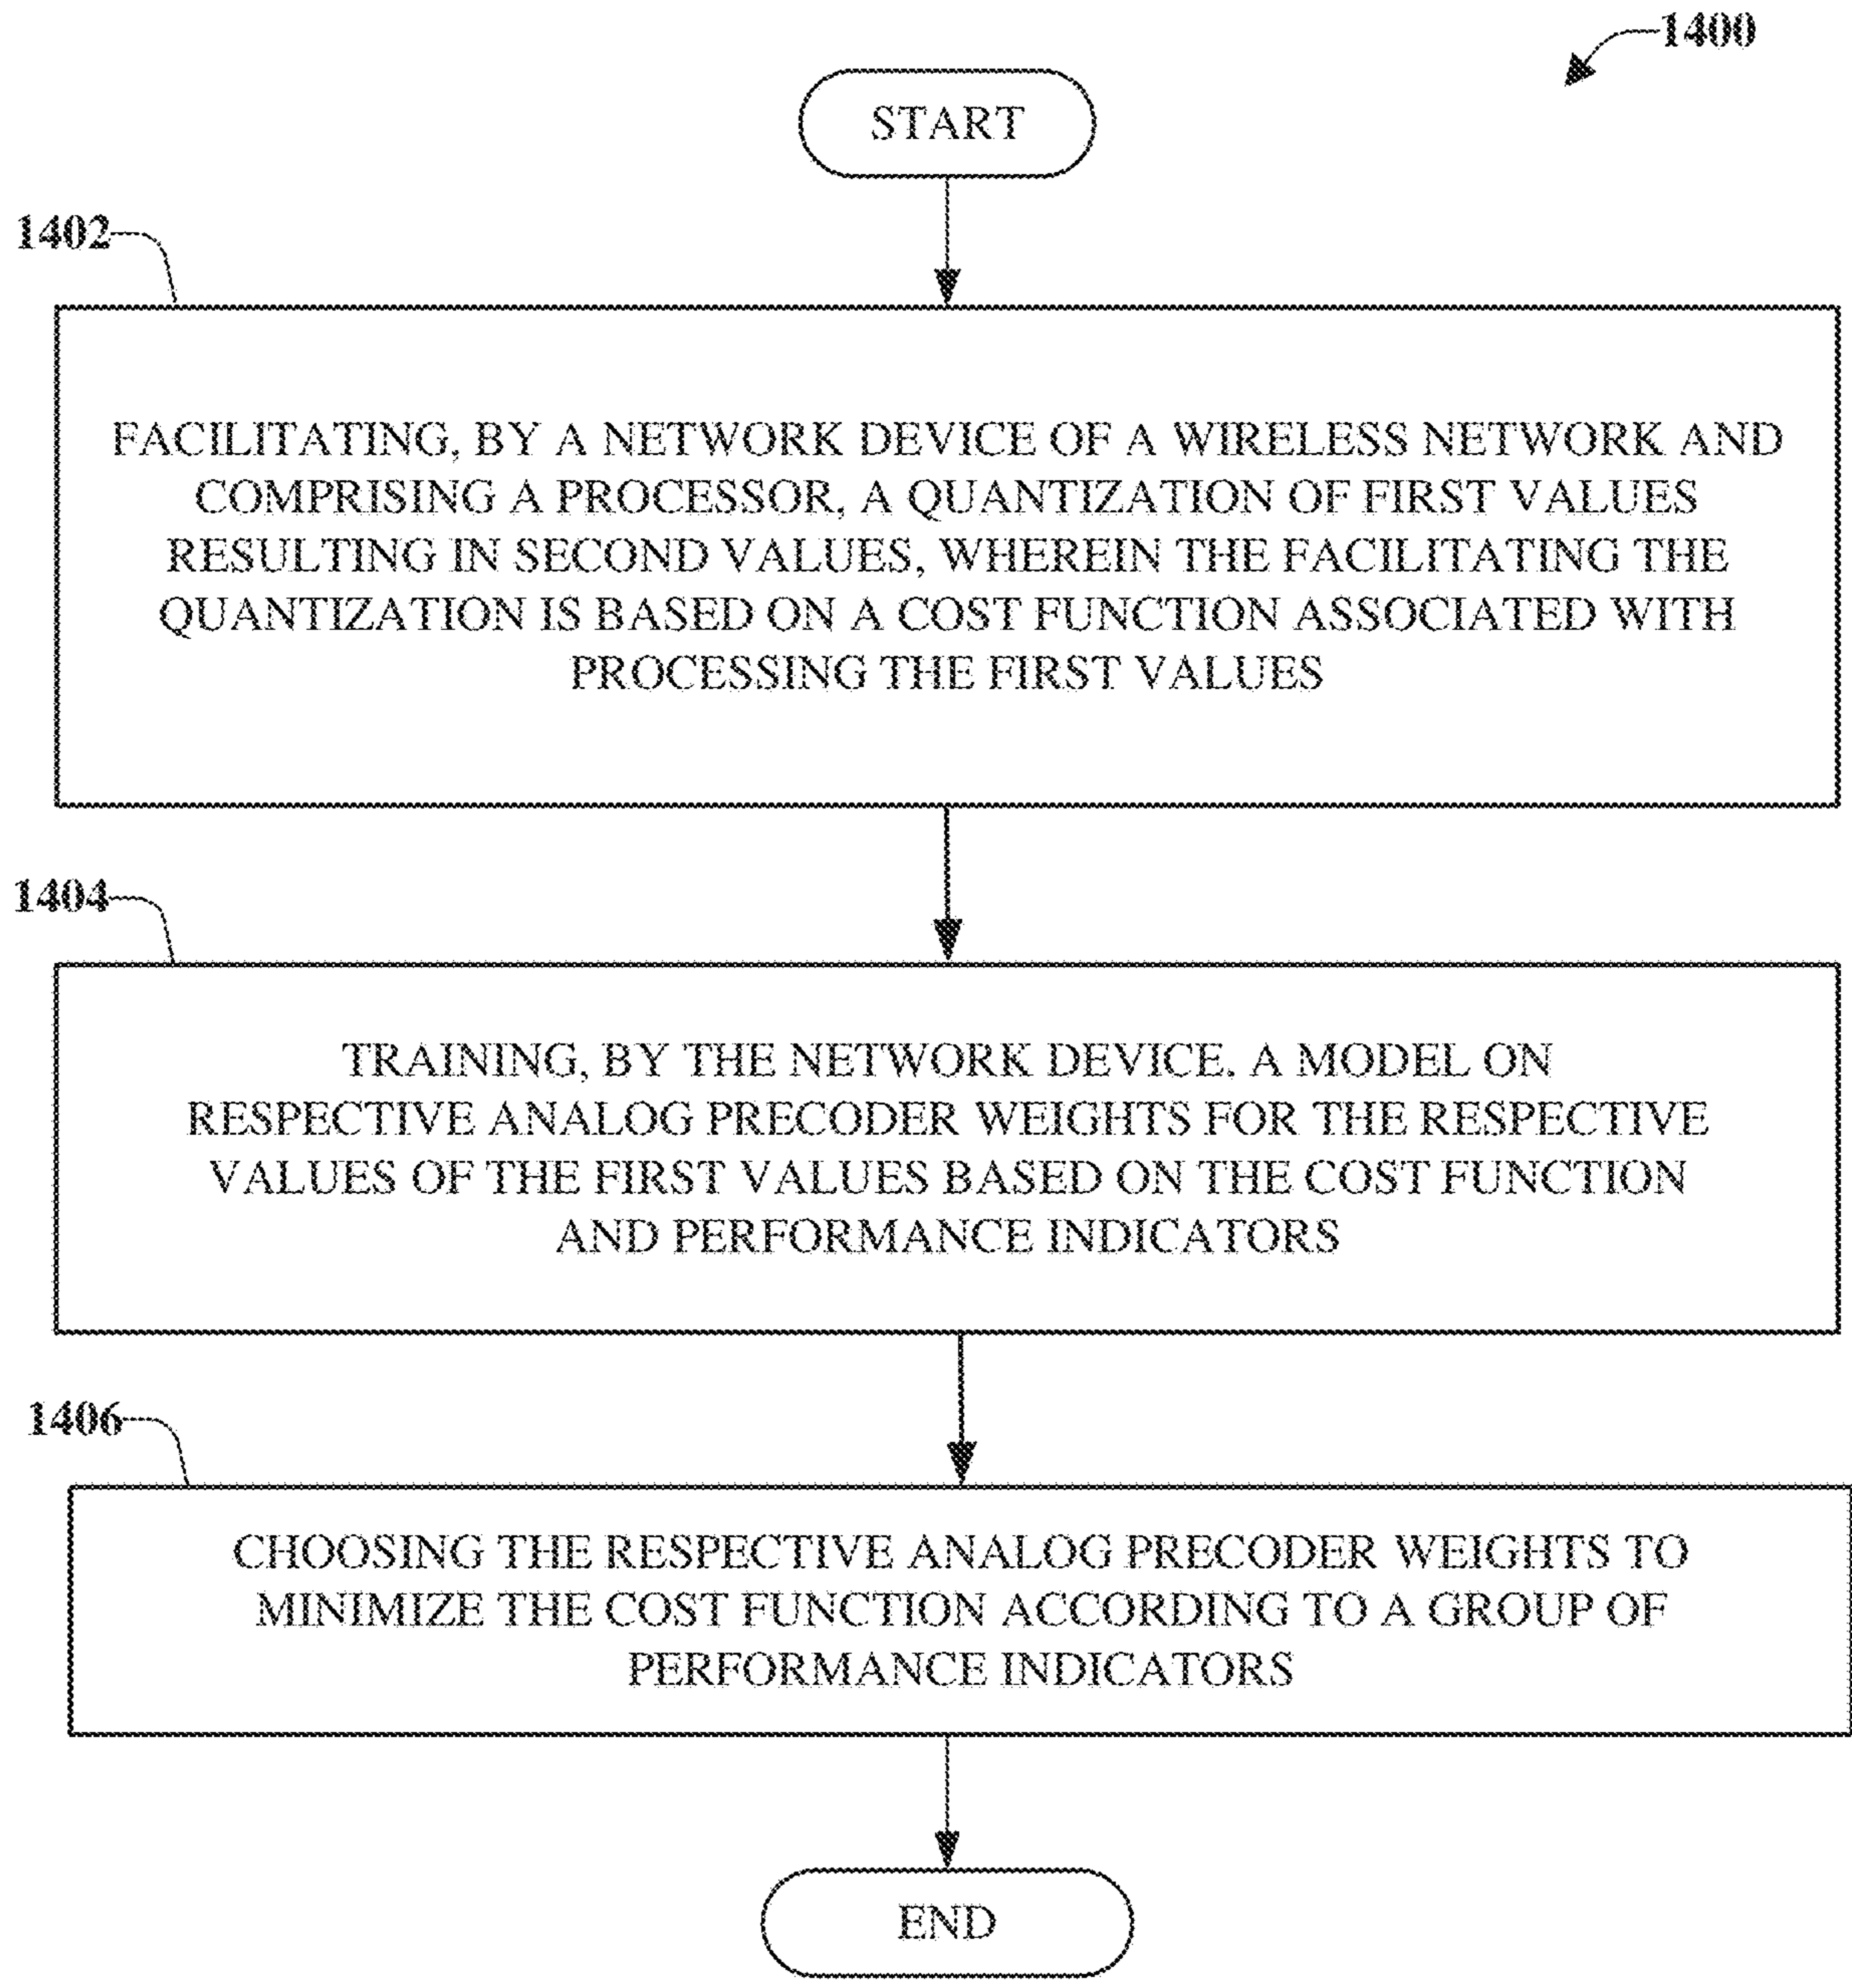 1400
START
1402
FACILITATING, BY A NETWORK DEVICE OF A WIRELESS NETWORK AND
COMPRISING A PROCESSOR, A QUANTIZATION OF FIRST VALUES
RESULTING IN SECOND VALUES, WHEREIN THE FACILITATING THE
QUANTIZATION IS BASED ON A COST FUNCTION ASSOCIATED WITH
PROCESSING THE FIRST VALUES
1404
TRAINING, BY THE NETWORK DEVICE, A MODEL ON
RESPECTIVE ANALOG PRECODER WEIGHTS FOR THE RESPECTIVE
VALUES OF THE FIRST VALUES BASED ON THE COST FUNCTION
AND PERFORMANCE INDICATORS
1406
CHOOSING THE RESPECTIVE ANALOG PRECODER WEIGHTS TO
MINIMIZE THE COST FUNCTION ACCORDING TO A GROUP OF
PERFORMANCE INDICATORS
END